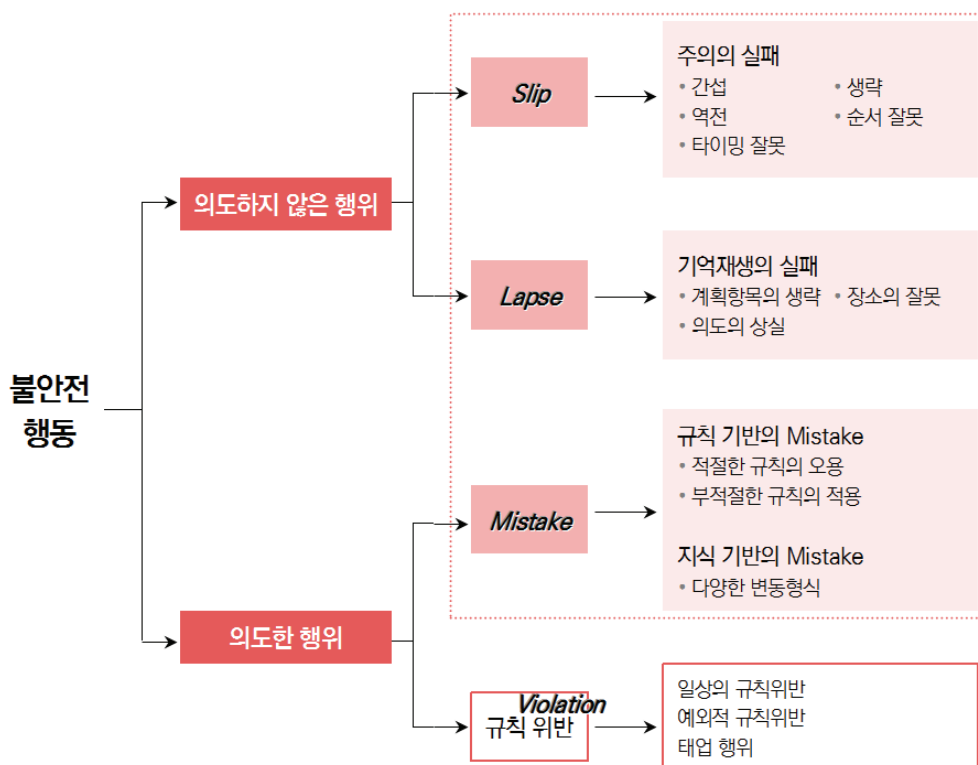 불안전
행동
의도하지 않은 행위
Slip
주의의 실패
• 간섭 • 생략
• 역전 • 순서 잘못
• 타이밍 잘못
Lapse
기억재생의 실패
• 계획항목의 생략 • 장소의 잘못
• 의도의 상실
의도한 행위
Mistake
규칙 기반의 Mistake
• 적절한 규칙의 오용
• 부적절한 규칙의 적용
지식 기반의 Mistake
• 다양한 변동형식
Violation
규칙 위반
일상의 규칙위반
예외적 규칙위반
태업 행위